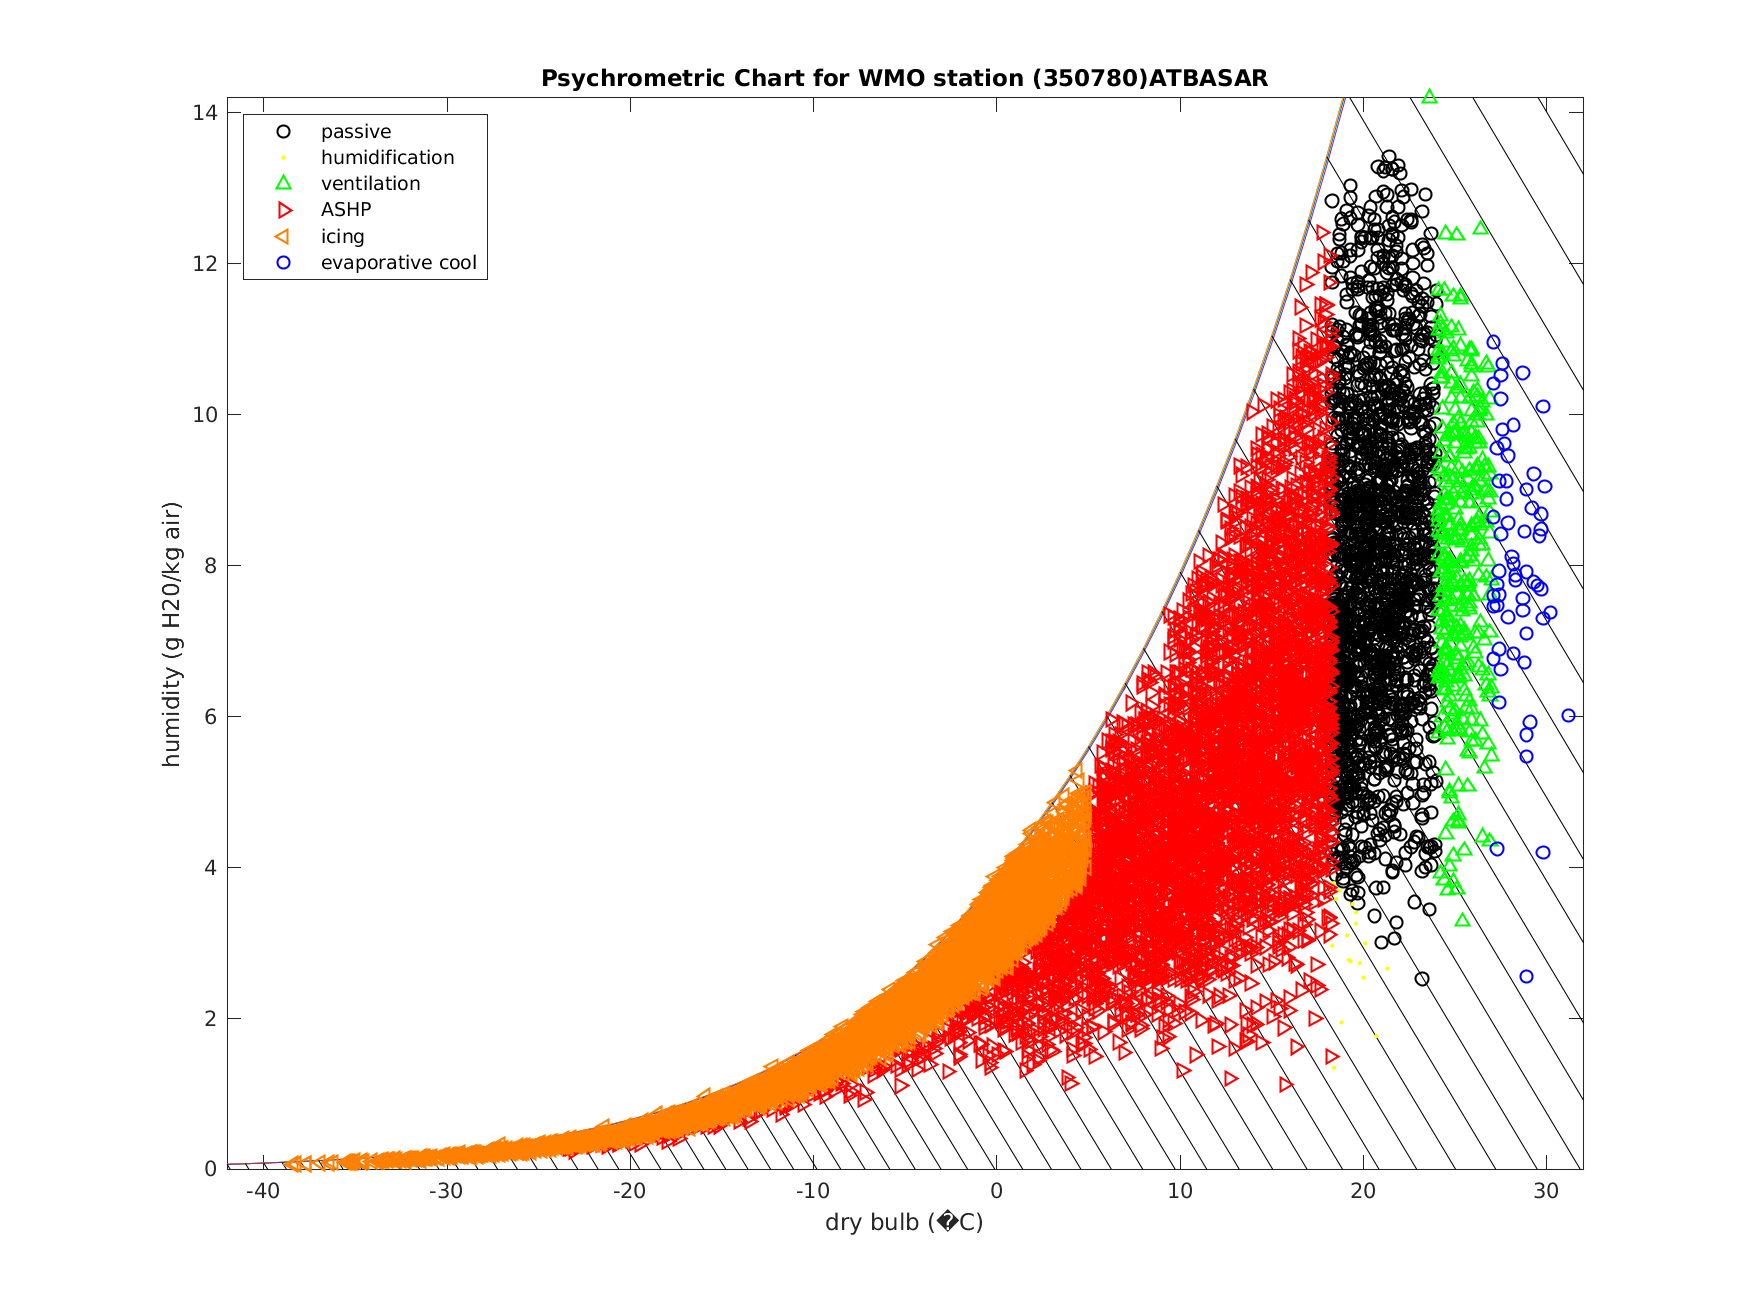 Psychrometric Chart for WMO station (350780)ATBASAR
14
12
10
8
6
4
2
0
humidity (g H20/kg air)
passive
humidification
ventilation
ASHP
icing
evaporative cool
-40 -30 -20 -10 0 10 20 30
dry bulb (�C)